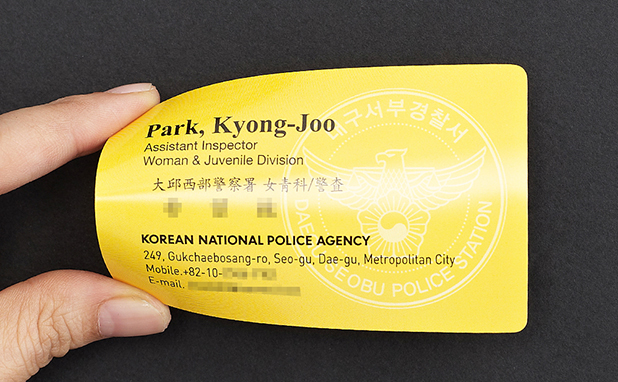 Park, Kyong-Joo
Assistant Inspector
Woman & Juvenile Division
大邱西部警察署 女青科/警査
KOREAN NATIONAL POLICE AGENCY
249, Gukchaebosang-ro, Seo-gu, Dae-gu, Metropolitan City
Mobile.+82-10-
E-mail.
대구서부경찰서
DAEGU SEOBU POLICE STATION